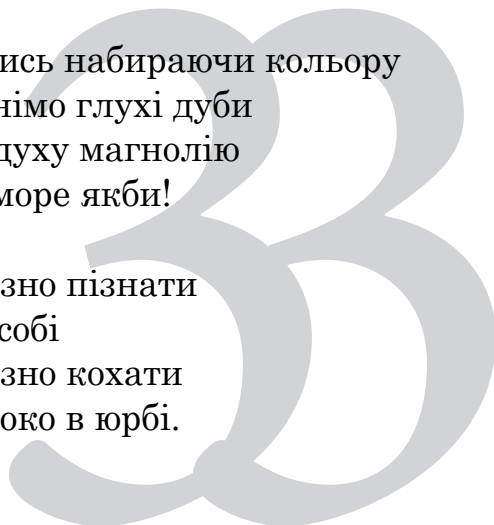 33
ись набираючи кольору
німо глухі дуби
духу магнолію
море якби!
зно пізнати
собі
зно кохати
око в юрбі.